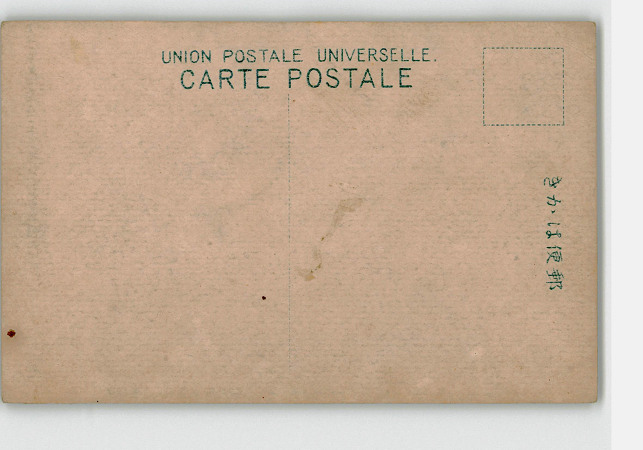 UNION POSTALE UNIVERSELLE.
CARTE POSTALE
きかは便郵